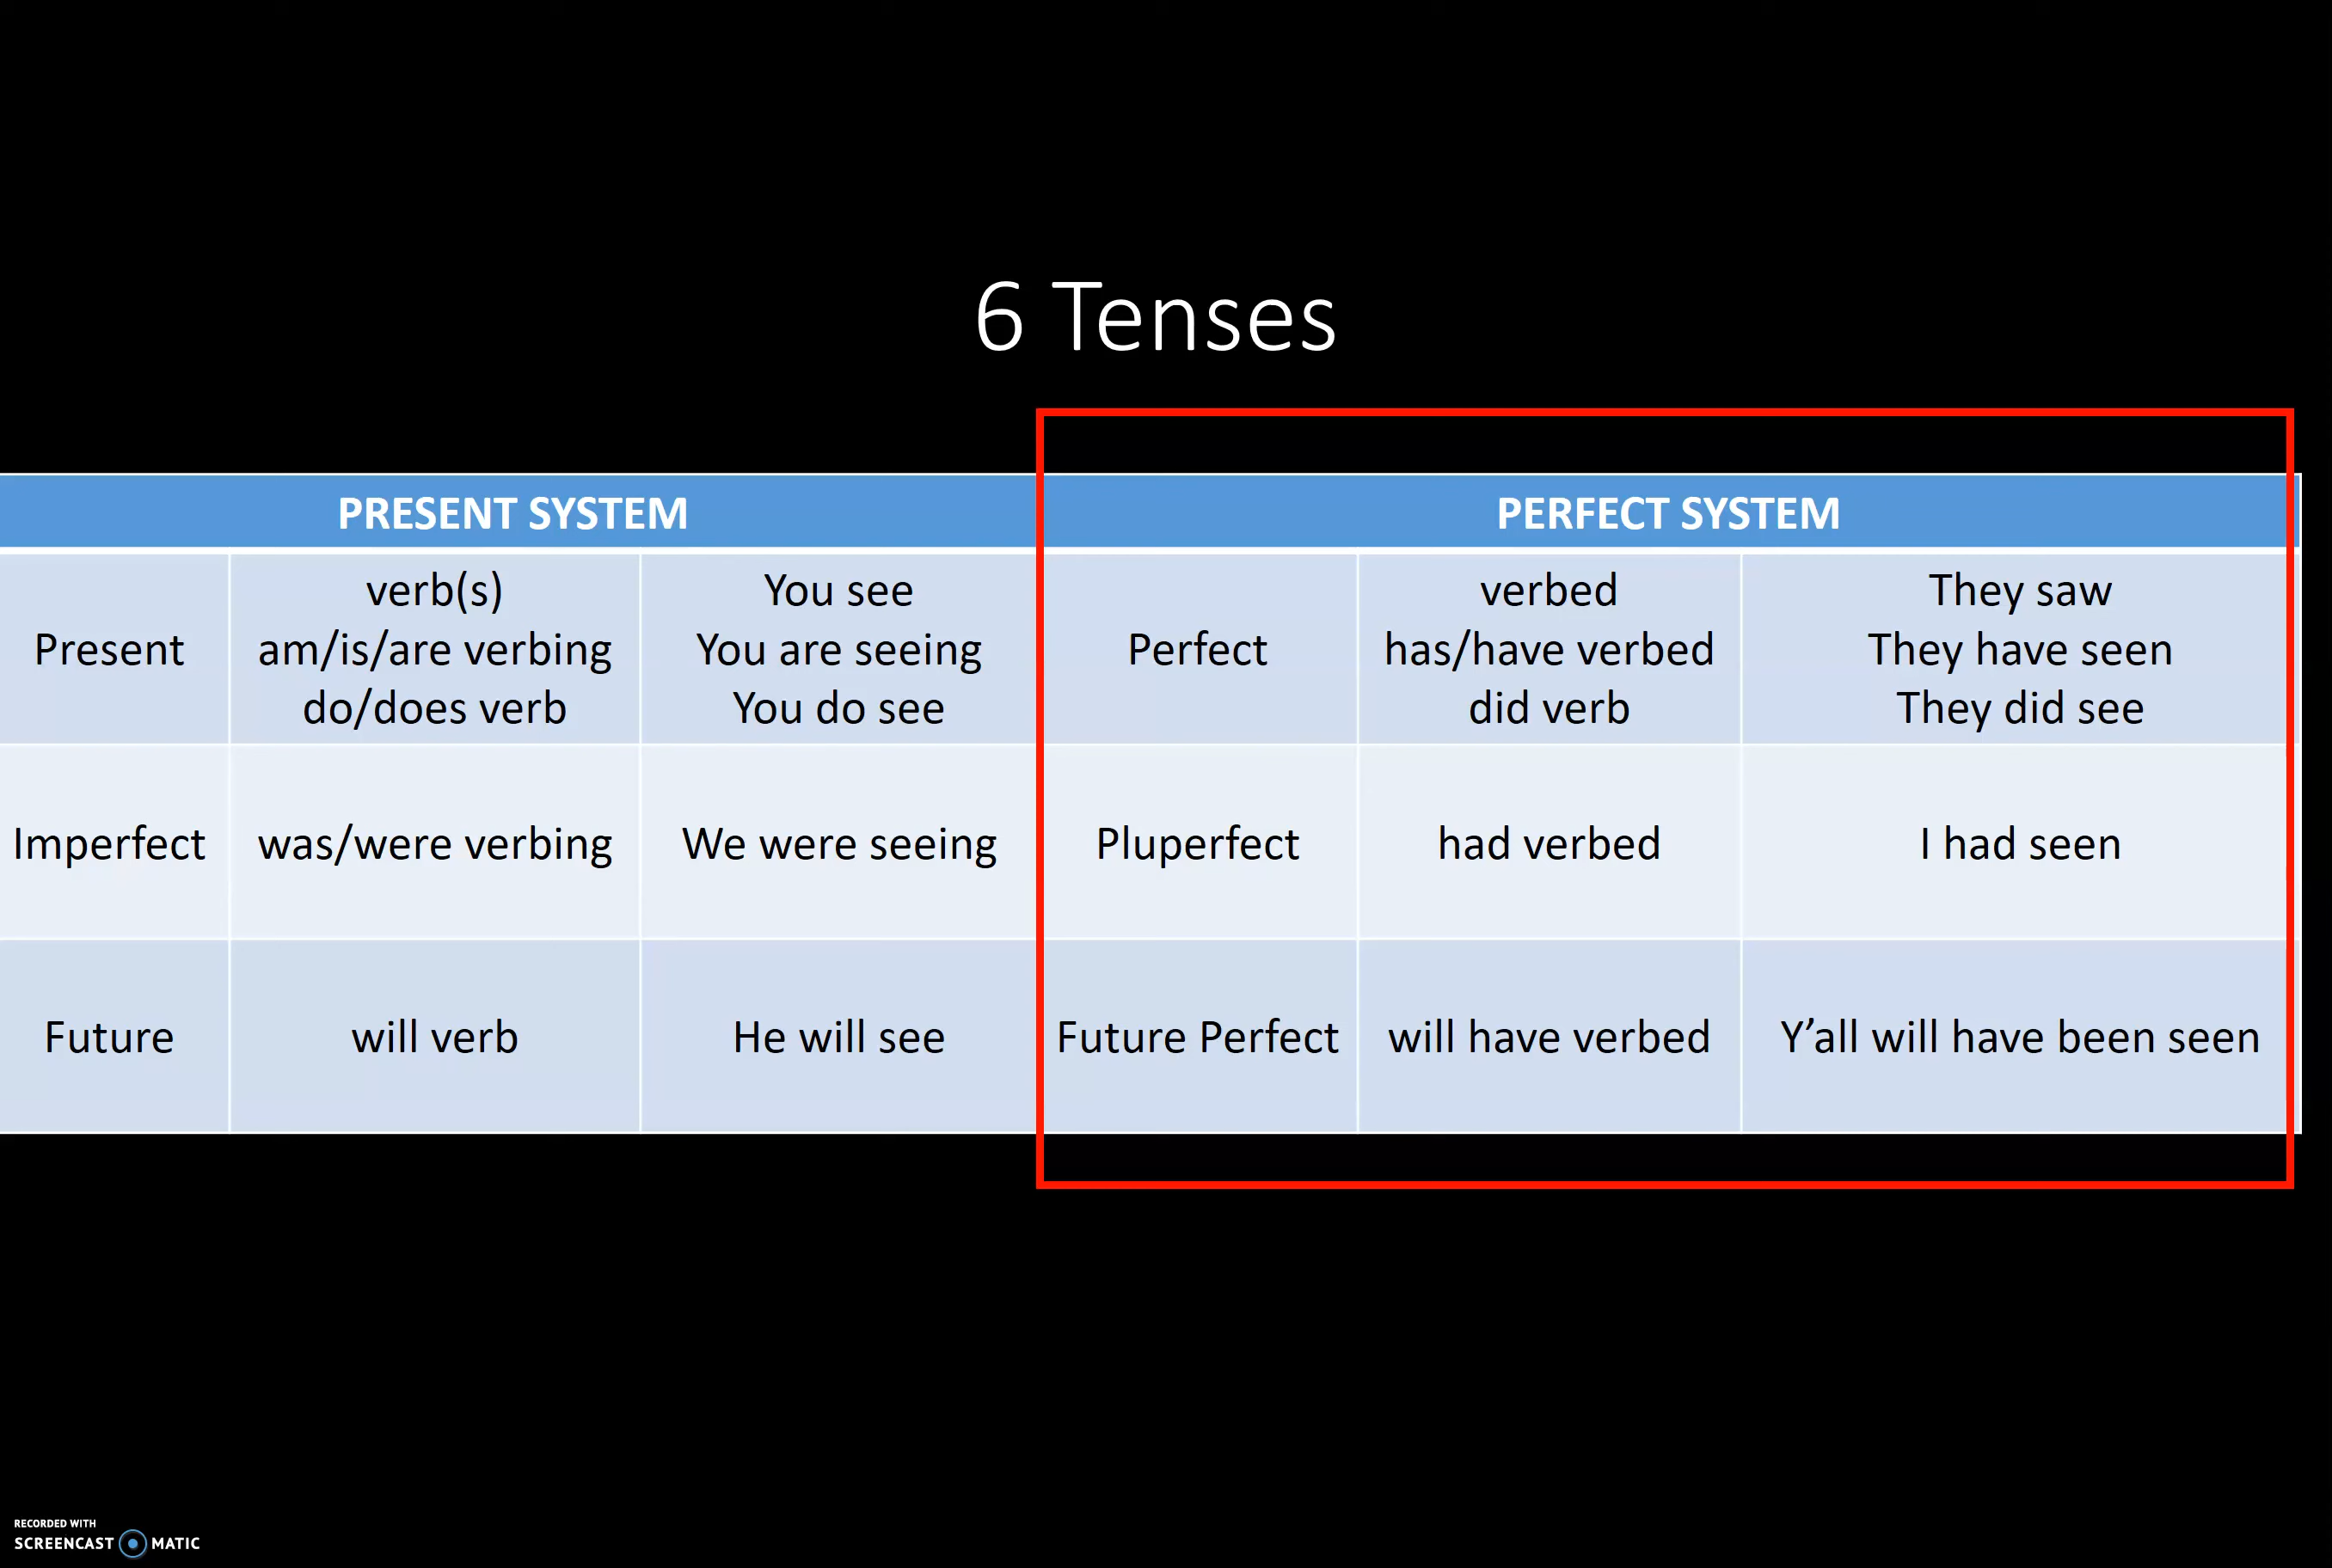 6 Tenses
PRESENT SYSTEM
PERFECT SYSTEM
Present
verb(s)
am/is/are verbing
do/does verb
You see
You are seeing
You do see
Perfect
verbed
has/have verbed
did verb
They saw
They have seen
They did see
Imperfect
was/were verbing
We were seeing
Pluperfect
had verbed
I had seen
Future
will verb
He will see
Future Perfect
will have verbed
Y’all will have been seen
RECORDED WITH
SCREENCAST MATIC